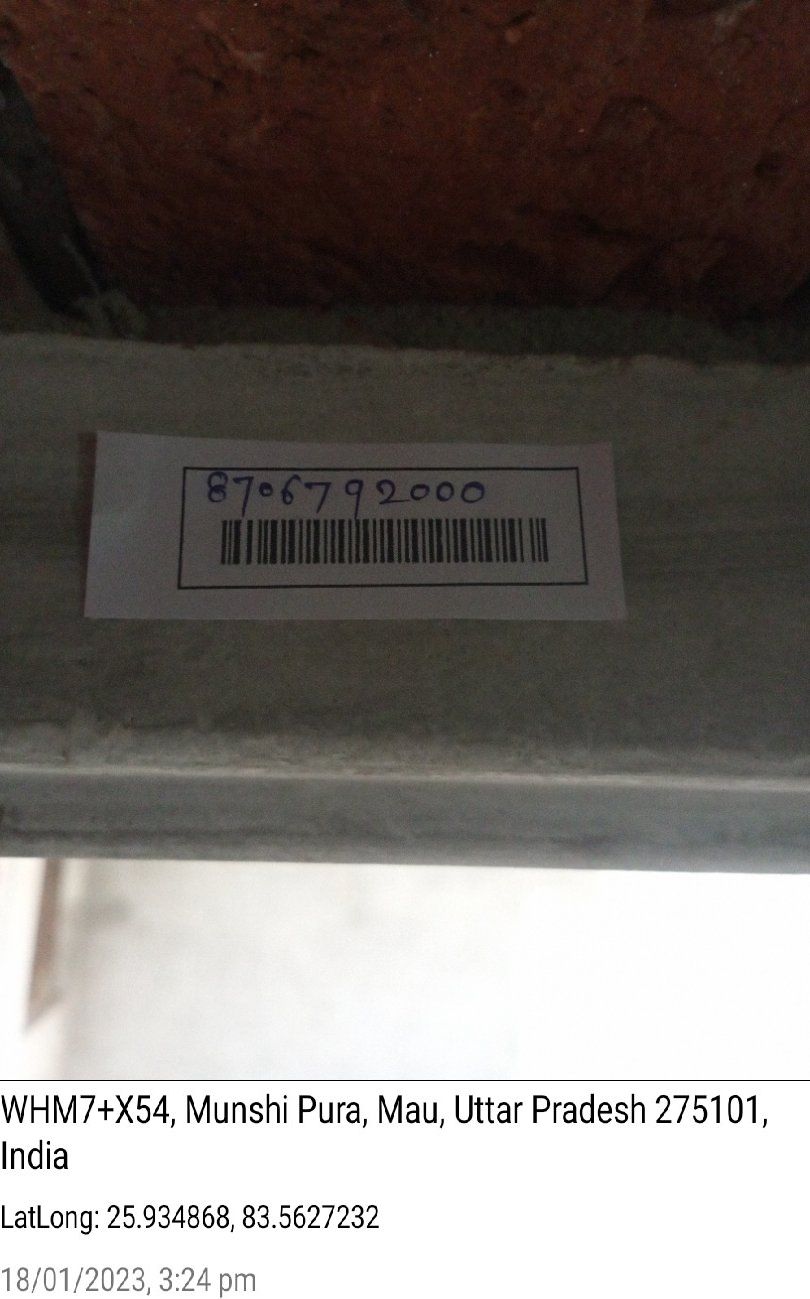 8706792000
WHM7+X54, Munshi Pura, Mau, Uttar Pradesh 275101,
India
LatLong: 25.934868, 83.5627232
18/01/2023, 3:24 pm